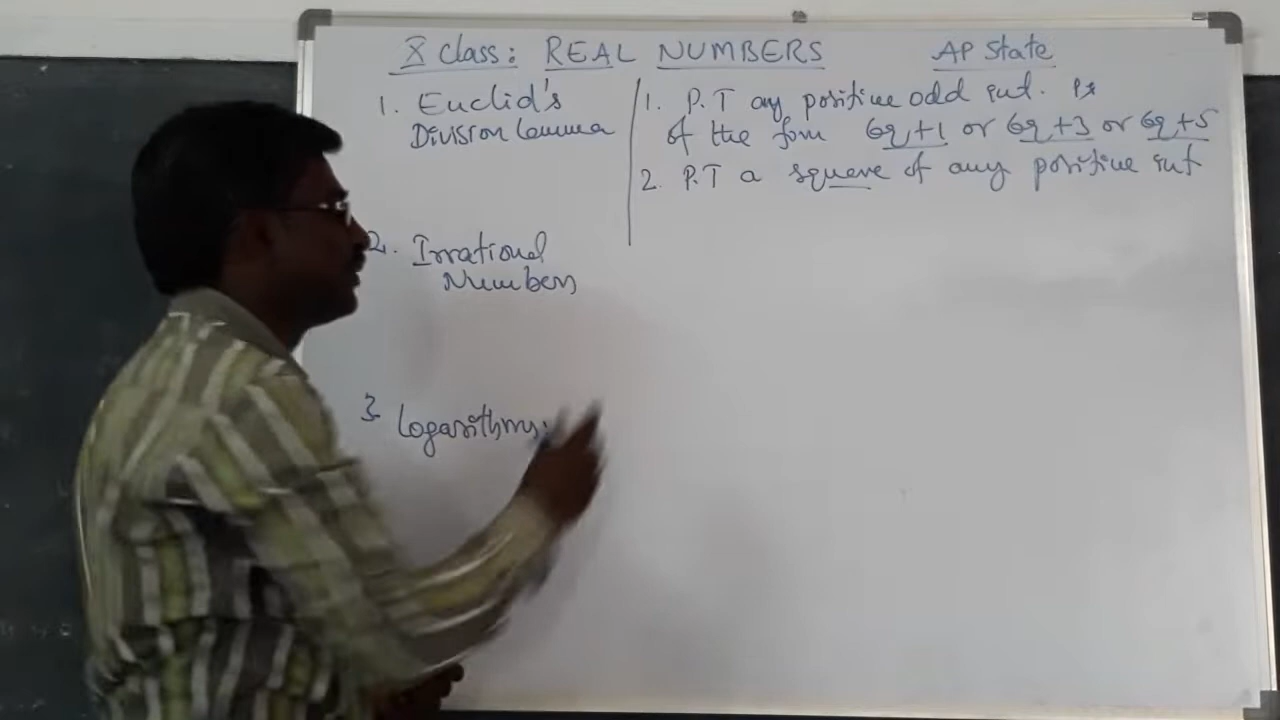 X class: REAL NUMBERS AP State
1. Euclid's
Division Lemma
2. Irrational
Numbers
3 Logarithms:
1. P.T any positive odd int. is
of the form 6q+1 or 6q+3 or 6q+5
2. P.T a square of any positive int